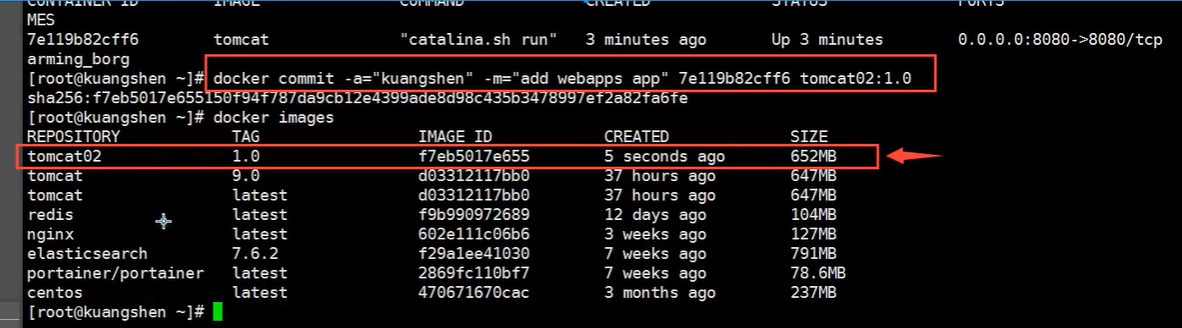 CONTAINER ID IMAGE COMMAND CREATED STATUS PORTS
MES
7e119b82cff6 tomcat "catalina.sh run" 3 minutes ago Up 3 minutes 0.0.0.0:8080->8080/tcp
arming_borg
[root@kuangshen ~]# docker commit -a="kuangshen" -m="add webapps app" 7e119b82cff6 tomcat02:1.0
sha256:f7eb5017e655150f94f787da9cb12e4399ade8d98c435b3478997ef2a82fa6fe
[root@kuangshen ~]# docker images
REPOSITORY TAG IMAGE ID CREATED SIZE
tomcat02 1.0 f7eb5017e655 5 seconds ago 652MB
tomcat 9.0 d03312117bb0 37 hours ago 647MB
tomcat latest d03312117bb0 37 hours ago 647MB
redis latest f9b990972689 12 days ago 104MB
nginx latest 602e111c06b6 3 weeks ago 127MB
elasticsearch 7.6.2 f29a1ee41030 7 weeks ago 791MB
portainer/portainer latest 2869fc110bf7 7 weeks ago 78.6MB
centos latest 470671670cac 3 months ago 237MB
[root@kuangshen ~]#